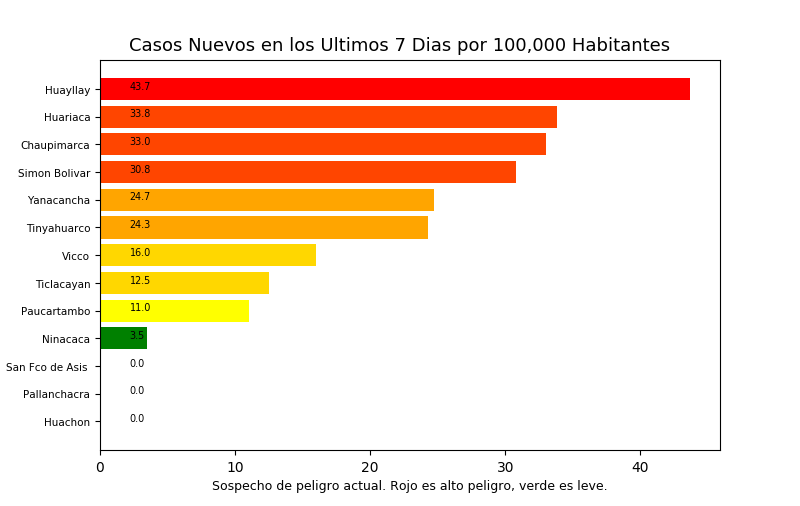 Casos Nuevos en los Ultimos 7 Dias por 100,000 Habitantes
Huayllay 43.7
Huariaca 33.8
Chaupimarca 33.0
Simon Bolivar 30.8
Yanacancha 24.7
Tinyahuarco 24.3
Vicco 16.0
Ticlacayan 12.5
Paucartambo 11.0
Ninacaca 3.5
San Fco de Asis 0.0
Pallanchacra 0.0
Huachon 0.0
0 10 20 30 40
Sospecho de peligro actual. Rojo es alto peligro, verde es leve.